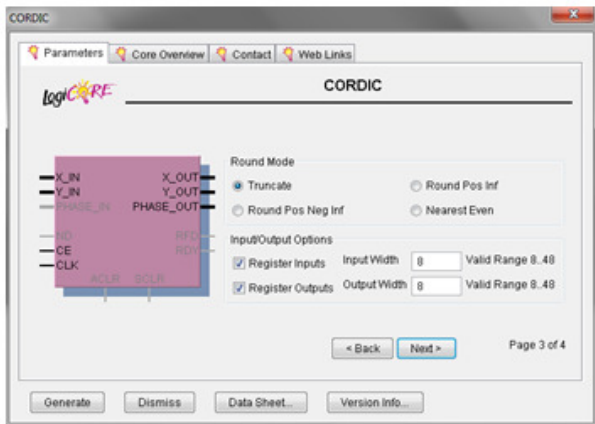 CORDIC
Parameters Core Overview Contact Web Links
LogiCORE
CORDIC
X_IN X_OUT
Y_IN Y_OUT
PHASE_IN PHASE_OUT
ND RFD
CE RDY
CLK
ACLR SCLR
Round Mode
Truncate Round Pos Inf
Round Pos Neg Inf Nearest Even
Input/Output Options
Register Inputs Input Width 8 Valid Range 8..48
Register Outputs Output Width 8 Valid Range 8..48
< Back Next > Page 3 of 4
Generate Dismiss Data Sheet... Version Info...